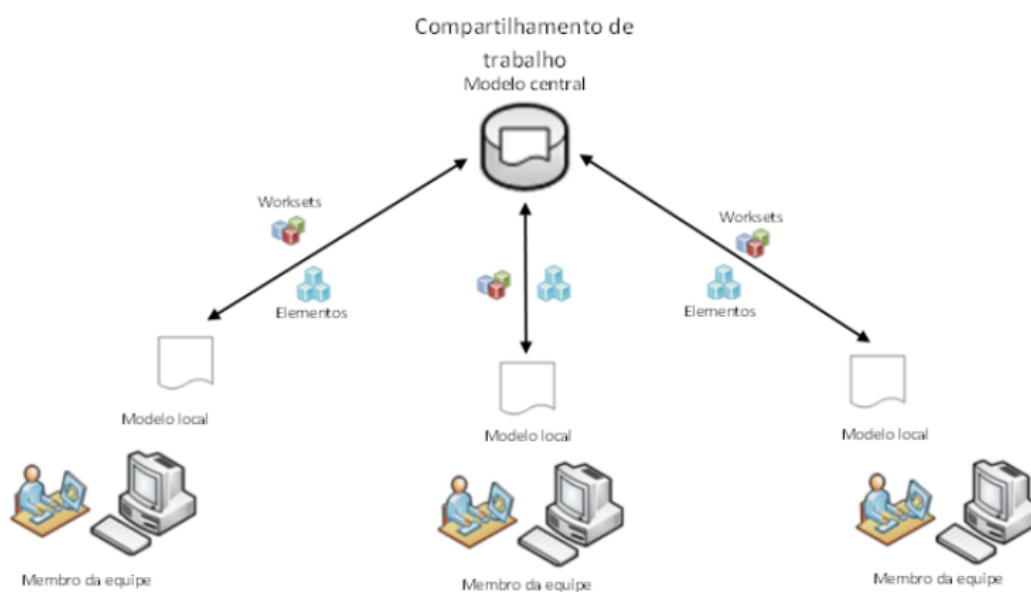 Compartilhamento de
trabalho
Modelo central
Worksets
Elementos
Worksets
Elementos
Modelo local
Modelo local
Modelo local
Membro da equipe
Membro da equipe
Membro da equipe